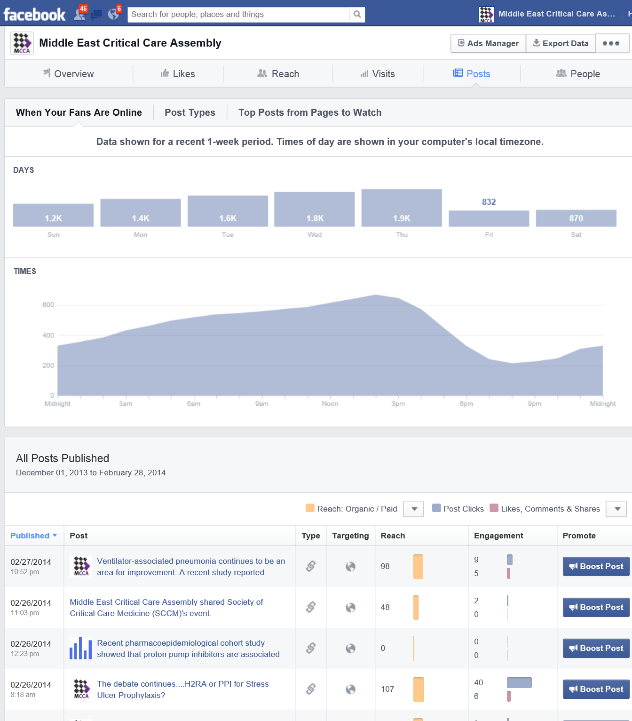 facebook 46 6 Search for people, places and things Middle East Critical Care As... H
MCCA Middle East Critical Care Assembly Ads Manager Export Data
Overview Likes Reach Visits Posts People
When Your Fans Are Online Post Types Top Posts from Pages to Watch
Data shown for a recent 1-week period. Times of day are shown in your computer's local timezone.
DAYS
832
1.2K 1.4K 1.6K 1.8K 1.9K 870
Sun Mon Tue Wed Thu Fri Sat
TIMES
600
400
200
0
Midnight 3am 6am 9am Noon 3pm 6pm 9pm Midnight
All Posts Published
December 01, 2013 to February 28, 2014
Reach: Organic / Paid Post Clicks Likes, Comments & Shares
Published Post Type Targeting Reach Engagement Promote
02/27/2014 Ventilator-associated pneumonia continues to be an 9
10:52 pm MCCA area for improvement. A recent study reported 98 5 Boost Post
02/26/2014 Middle East Critical Care Assembly shared Society of 2
11:03 pm Critical Care Medicine (SCCM)'s event. 48 0 Boost Post
02/26/2014 Recent pharmacoepidemiological cohort study 0
12:23 pm showed that proton pump inhibitors are associated 0 0 Boost Post
02/26/2014 The debate continues....H2RA or PPI for Stress 40
8:18 am MCCA Ulcer Prophylaxis? 107 6 Boost Post